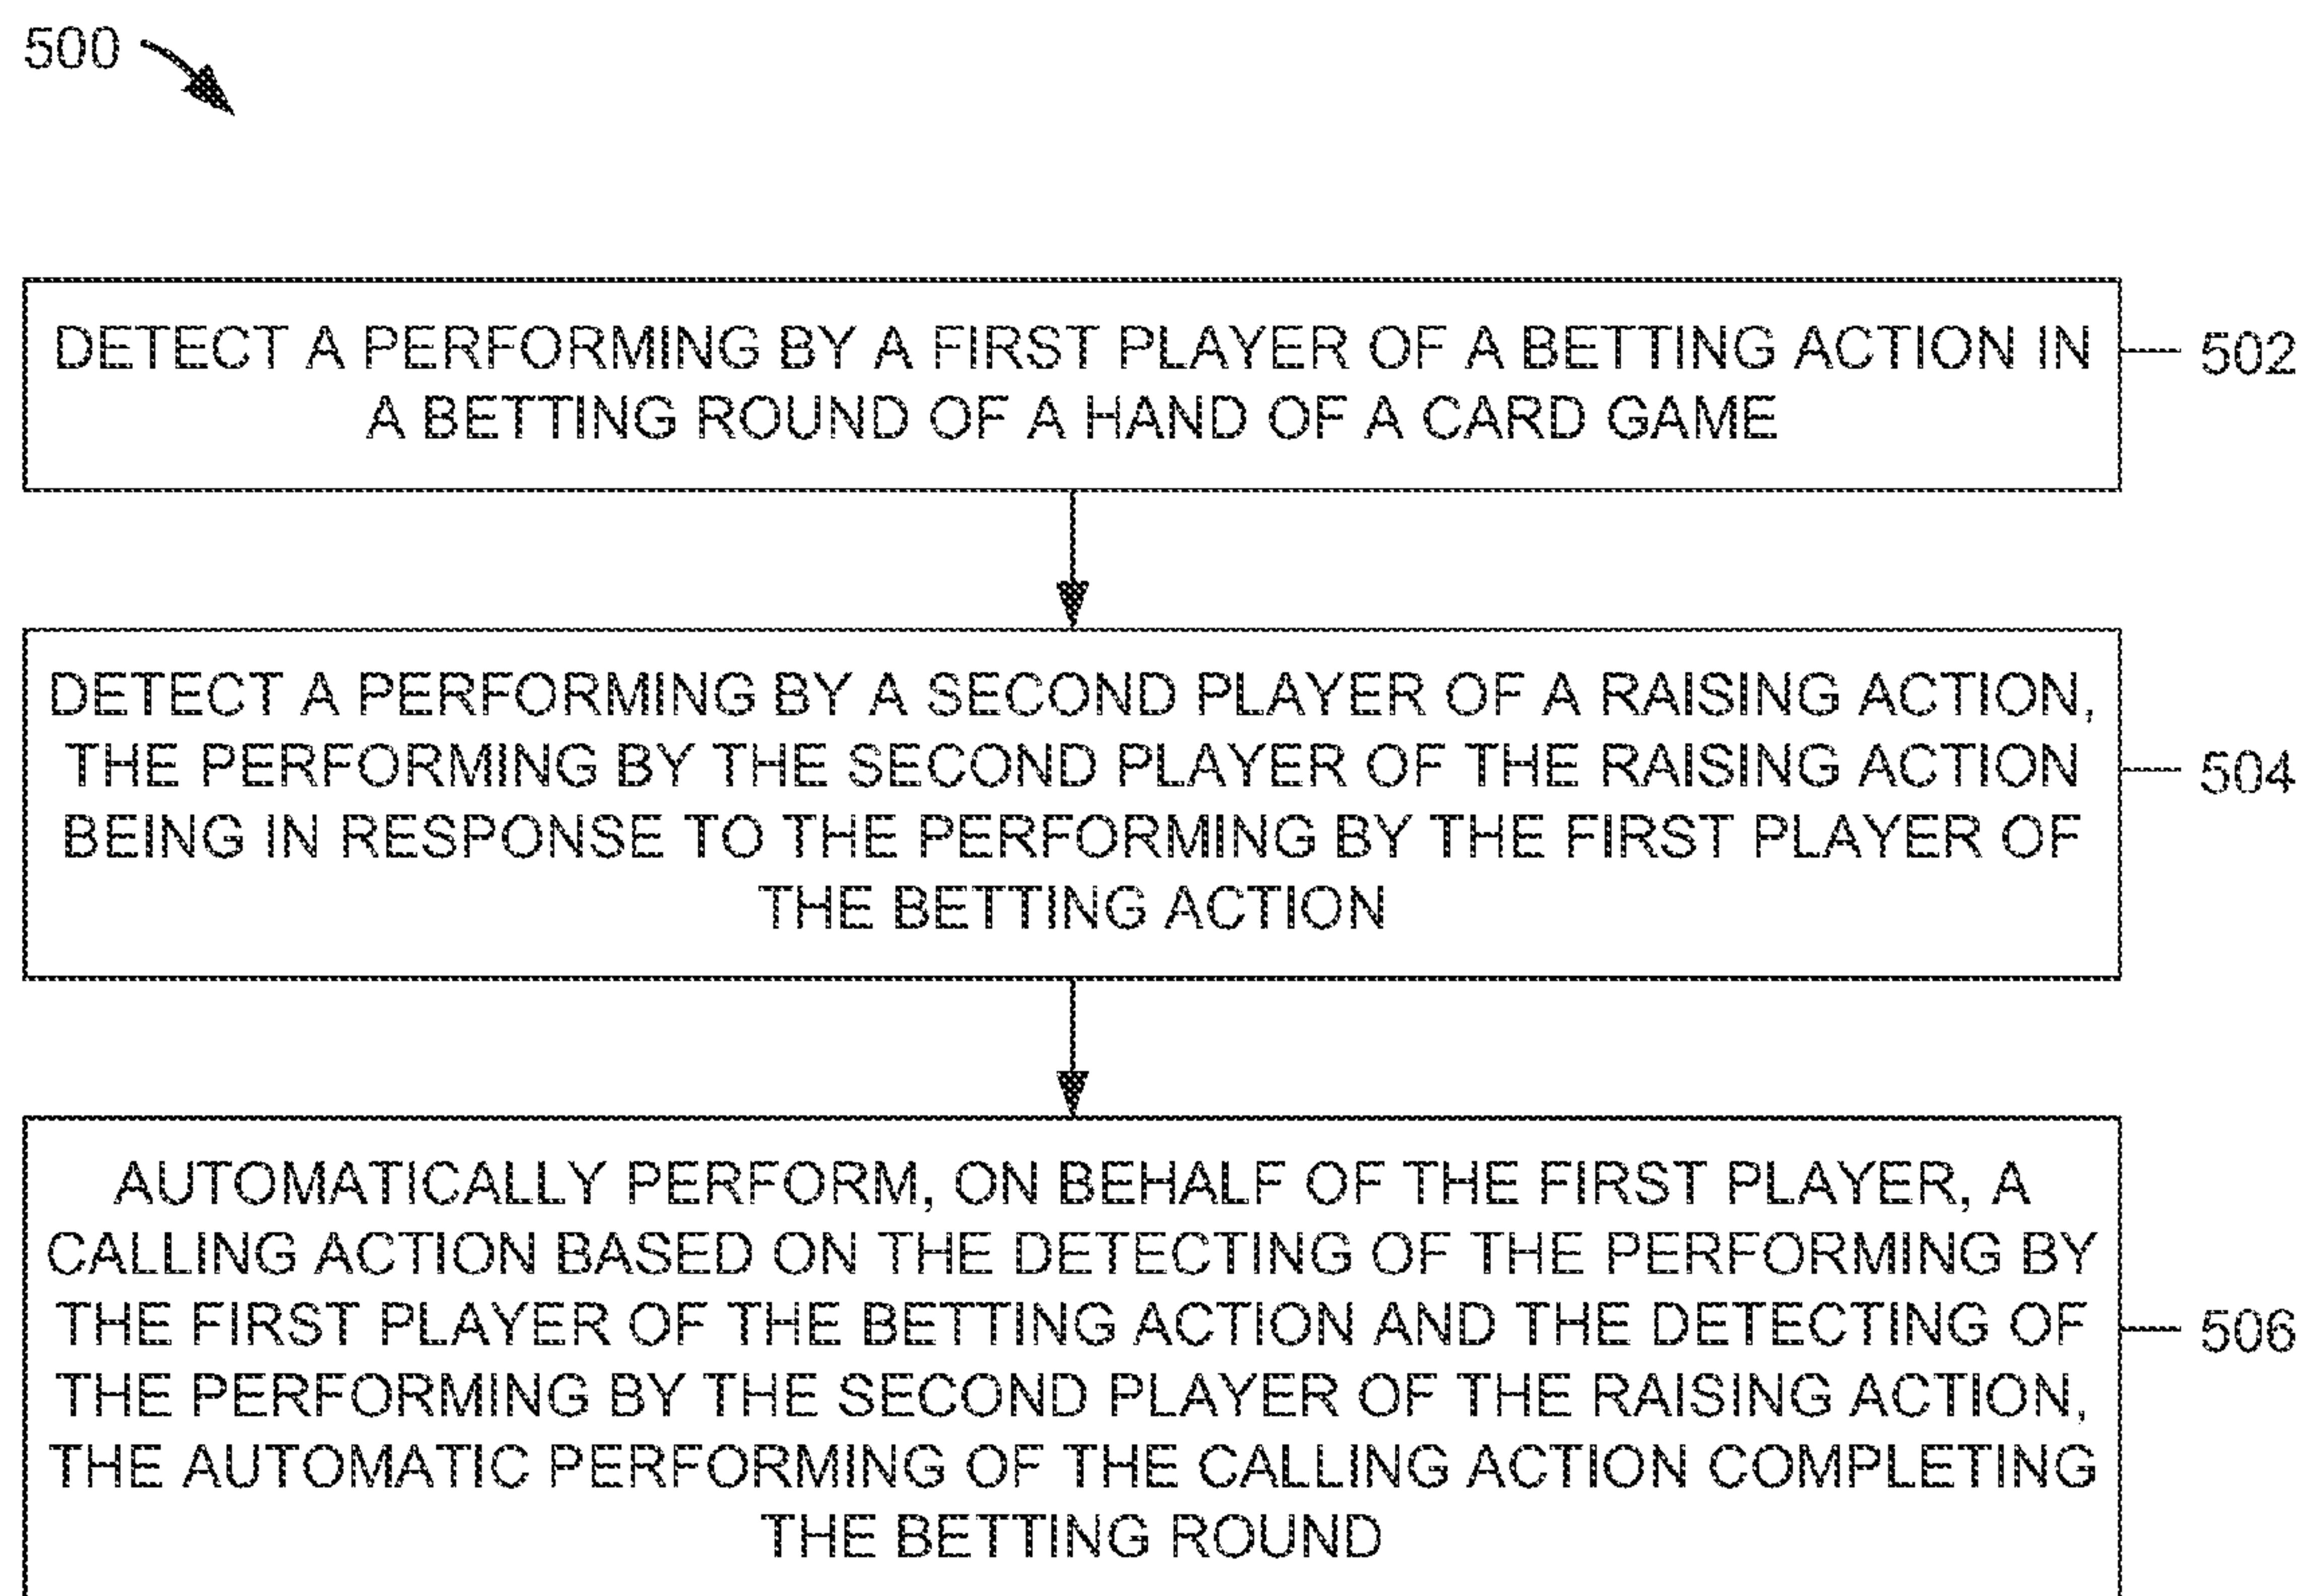 500
DETECT A PERFORMING BY A FIRST PLAYER OF A BETTING ACTION IN
A BETTING ROUND OF A HAND OF A CARD GAME
502
DETECT A PERFORMING BY A SECOND PLAYER OF A RAISING ACTION,
THE PERFORMING BY THE SECOND PLAYER OF THE RAISING ACTION
BEING IN RESPONSE TO THE PERFORMING BY THE FIRST PLAYER OF
THE BETTING ACTION
504
AUTOMATICALLY PERFORM, ON BEHALF OF THE FIRST PLAYER, A
CALLING ACTION BASED ON THE DETECTING OF THE PERFORMING BY
THE FIRST PLAYER OF THE BETTING ACTION AND THE DETECTING OF
THE PERFORMING BY THE SECOND PLAYER OF THE RAISING ACTION,
THE AUTOMATIC PERFORMING OF THE CALLING ACTION COMPLETING
THE BETTING ROUND
506